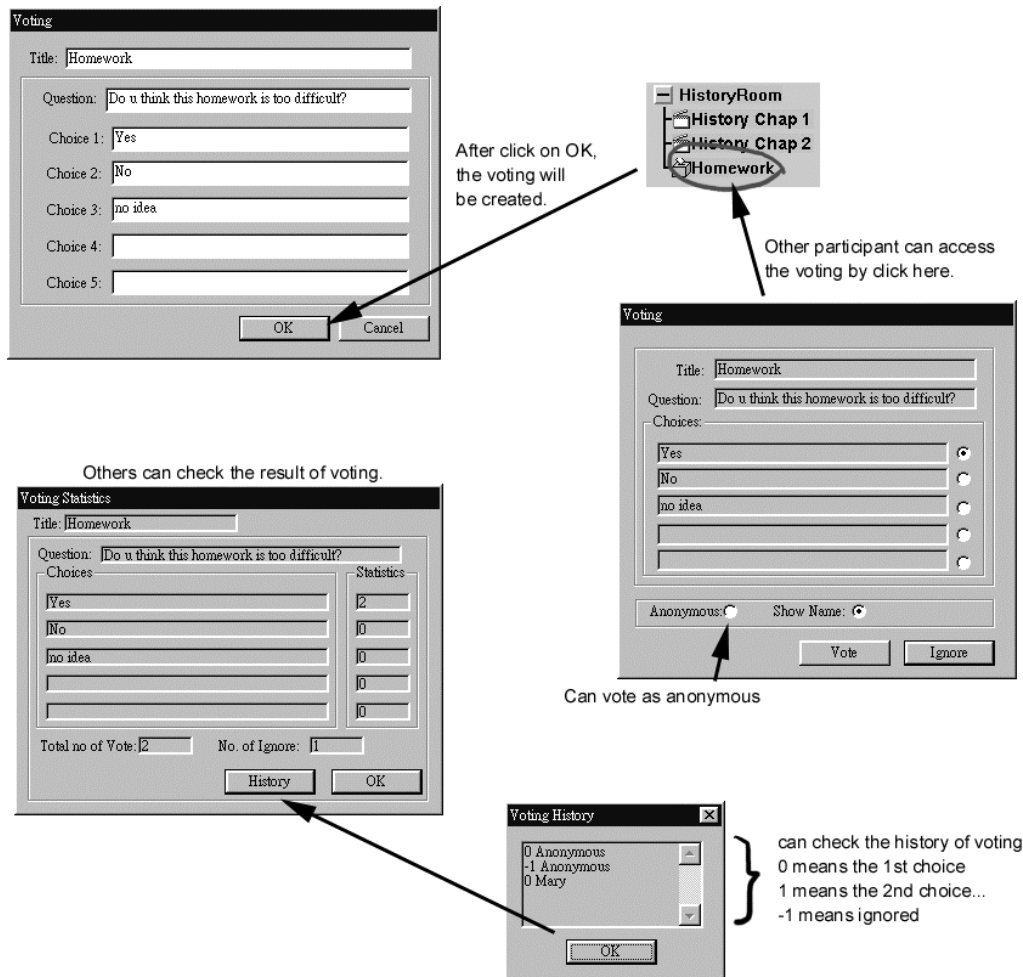 Voting
Title: Homework
Question: Do u think this homework is too difficult?
Choice 1: Yes
Choice 2: No
Choice 3: no idea
Choice 4:
Choice 5:
OK Cancel
After click on OK,
the voting will
be created.
HistoryRoom
History Chap 1
History Chap 2
Homework
Other participant can access
the voting by click here.
Voting
Title: Homework
Question: Do u think this homework is too difficult?
Choices:
Yes
No
no idea
Anonymous: Show Name:
Vote Ignore
Can vote as anonymous
Others can check the result of voting.
Voting Statistics
Title: Homework
Question: Do u think this homework is too difficult?
Choices Statistics
Yes 2
No 0
no idea 0
0
0
Total no of Vote: 2 No. of Ignore: 1
History OK
Voting History
0 Anonymous
-1 Anonymous
0 Mary
OK
can check the history of voting
0 means the 1st choice
1 means the 2nd choice...
-1 means ignored